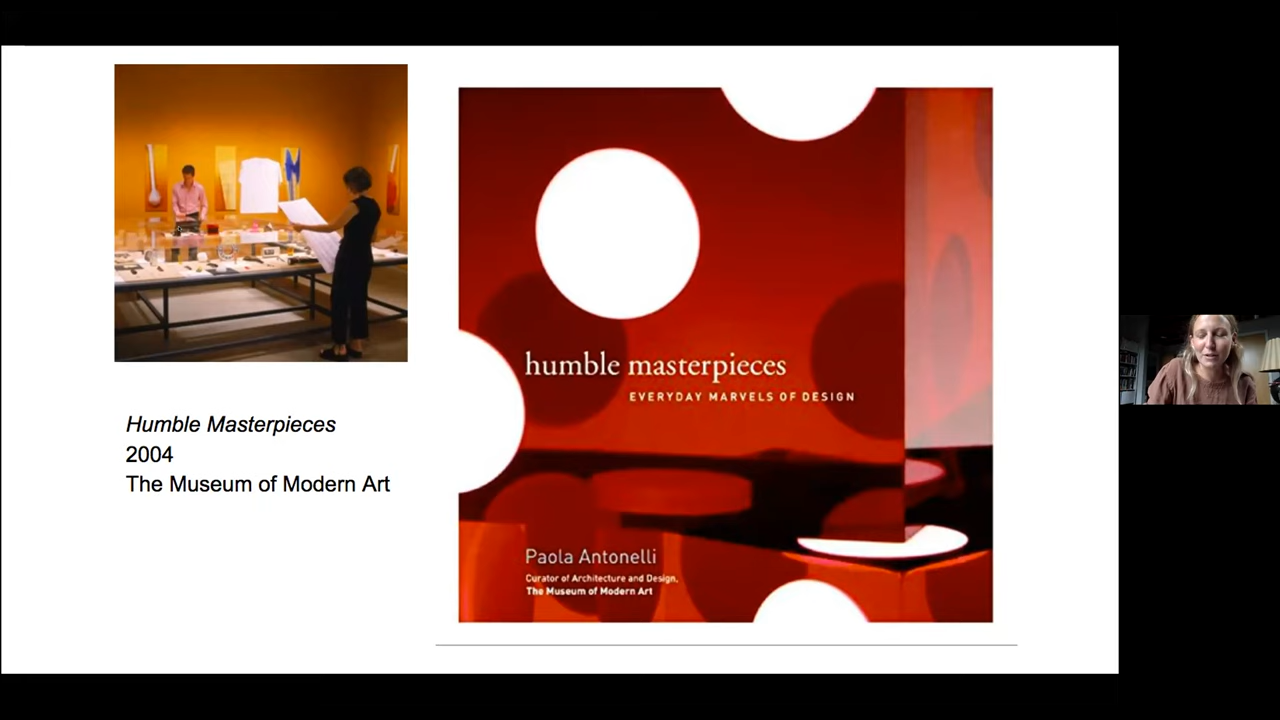 Humble Masterpieces
2004
The Museum of Modern Art
humble masterpieces
EVERYDAY MARVELS OF DESIGN
Paola Antonelli
Curator of Architecture and Design,
The Museum of Modern Art